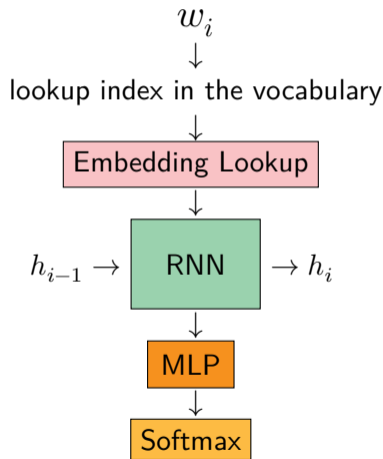 w_i
lookup index in the vocabulary
Embedding Lookup
h_{i−1} → RNN → h_i
MLP
Softmax